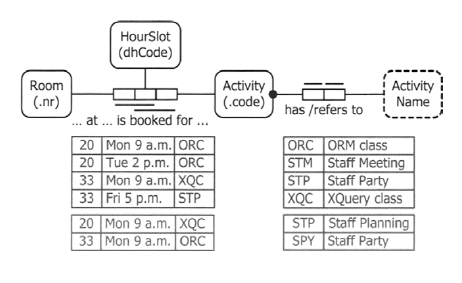 HourSlot
(dhCode)
Room
(.nr)
Activity
(.code)
Activity
Name
... at ... is booked for ...
has /refers to
20 Mon 9 a.m. ORC
20 Tue 2 p.m. ORC
33 Mon 9 a.m. XQC
33 Fri 5 p.m. STP
20 Mon 9 a.m. XQC
33 Mon 9 a.m. ORC
ORC ORM class
STM Staff Meeting
STP Staff Party
XQC XQuery class
STP Staff Planning
SPY Staff Party